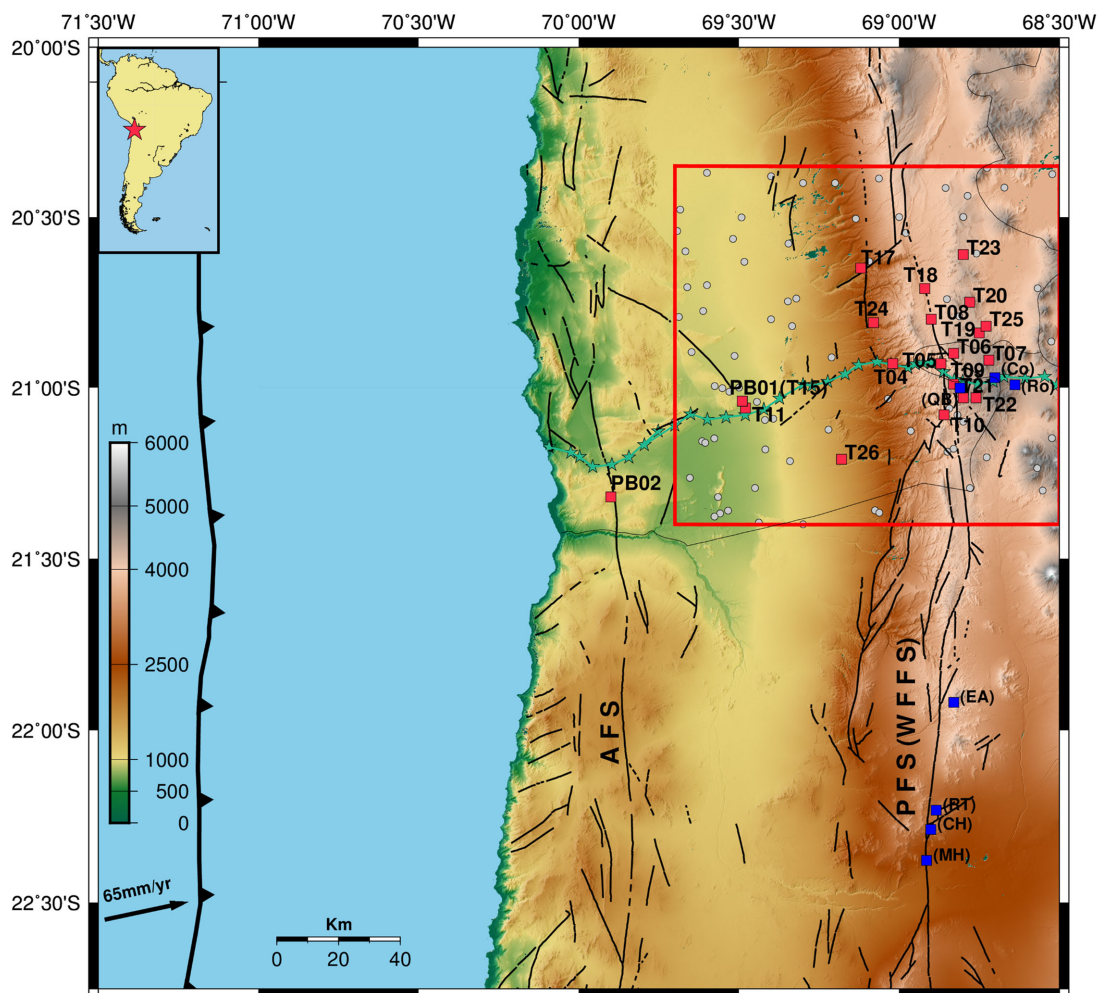 71˚30'W 71˚00'W 70˚30'W 70˚00'W 69˚30'W 69˚00'W 68˚30'W
20˚00'S
20˚30'S
21˚00'S
21˚30'S
22˚00'S
22˚30'S
T23
T17
T18
T20
T24
T08
T25
T19
T06
T07
T05
T04
T09
(Co)
PB01(T15)
T21
(Ro)
(QB)
T22
T11
T10
T26
PB02
m
6000
5000
4000
2500
1000
500
0
AFS
PFS(WFFS)
(EA)
(RT)
(CH)
(MH)
65mm/yr
Km
0 20 40